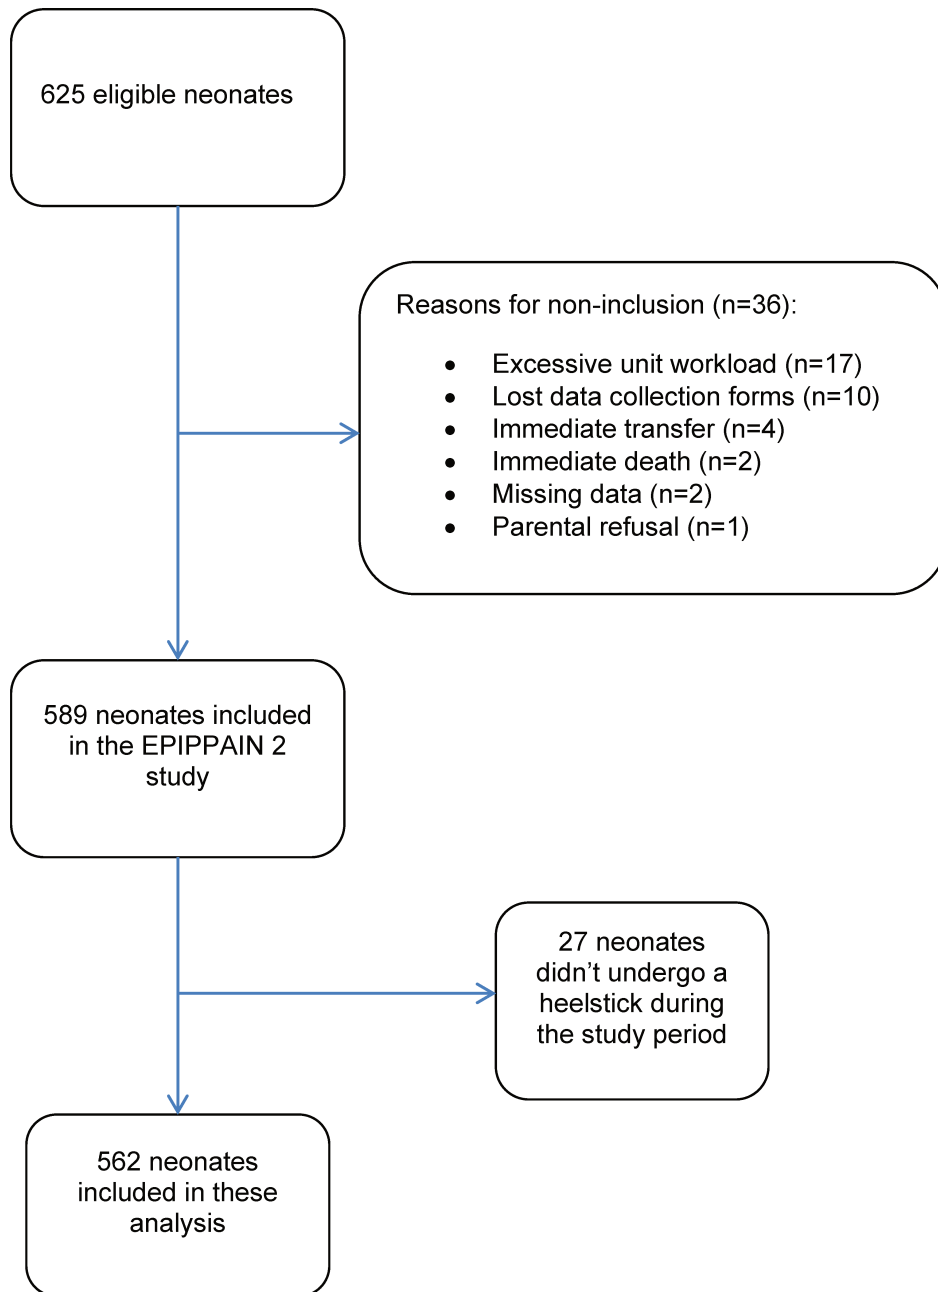 625 eligible neonates
Reasons for non-inclusion (n=36):
• Excessive unit workload (n=17)
• Lost data collection forms (n=10)
• Immediate transfer (n=4)
• Immediate death (n=2)
• Missing data (n=2)
• Parental refusal (n=1)
589 neonates included
in the EPIPPAIN 2
study
27 neonates
didn’t undergo a
heelstick during
the study period
562 neonates
included in these
analysis